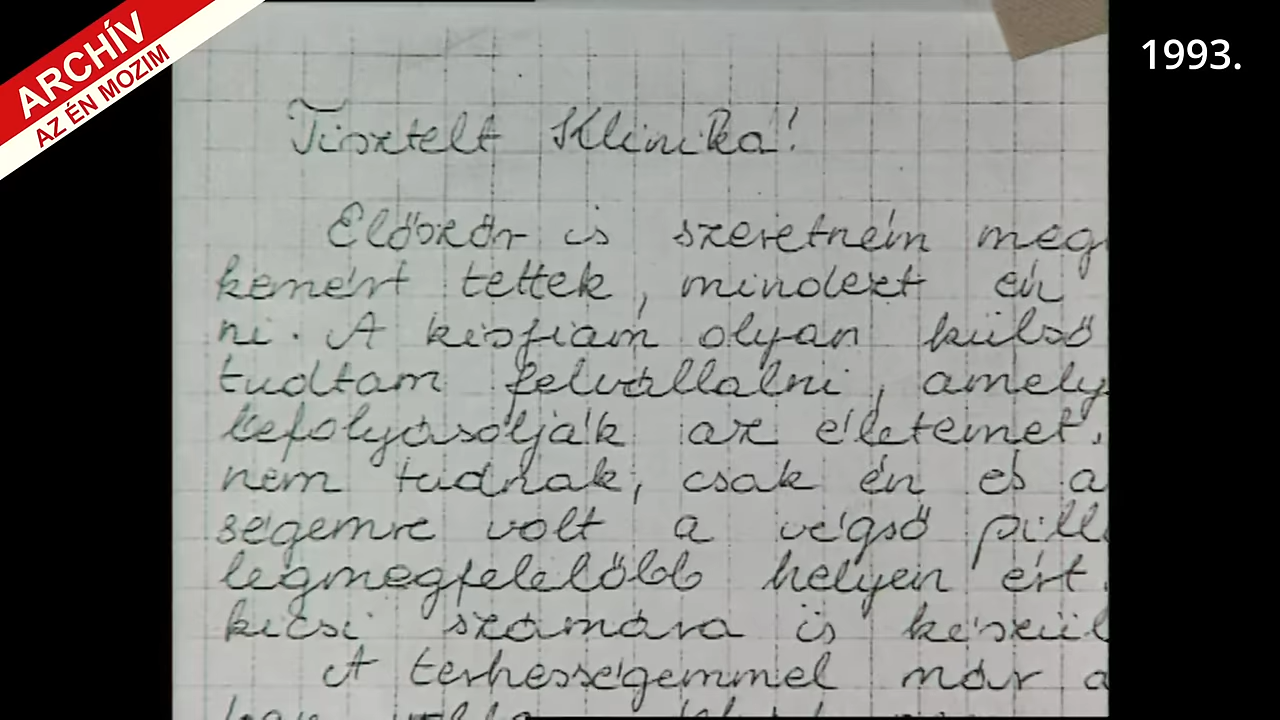 ARCHÍV
AZ ÉN MOZIM
1993.
Tisztelt Klinika!
Először is szeretném meg
kemért tettek, mindezt én
ni. A kisfiam olyan külső
tudtam felvállalni, amely
befolyásolják az életemet.
nem tudnak, csak én és a
ségemre volt a végső pill
legmegfelelőbb helyen ért.
kicsi számára is készül
A terhességemmel már a